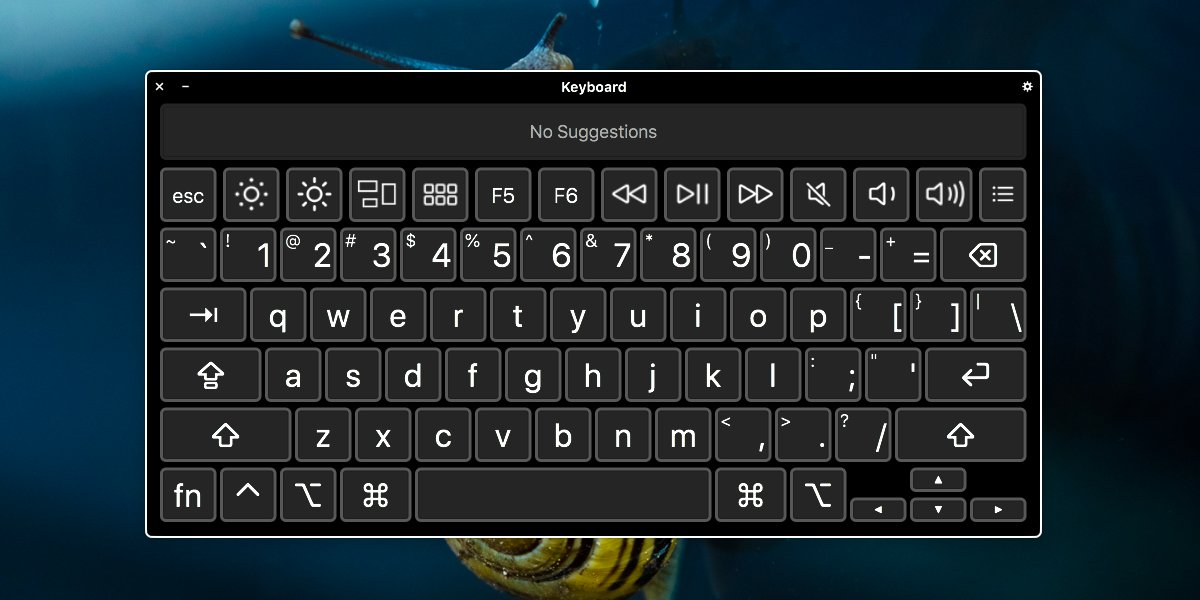 Keyboard
No Suggestions
esc F5 F6
~ ` ! 1 @ 2 # 3 $ 4 % 5 ^ 6 & 7 * 8 ( 9 ) 0 _ - + =
q w e r t y u i o p { [ } ] | \
a s d f g h j k l : ; " '
z x c v b n m < , > . ? /
fn ^ ⌥ ⌘ ⌘ ⌥